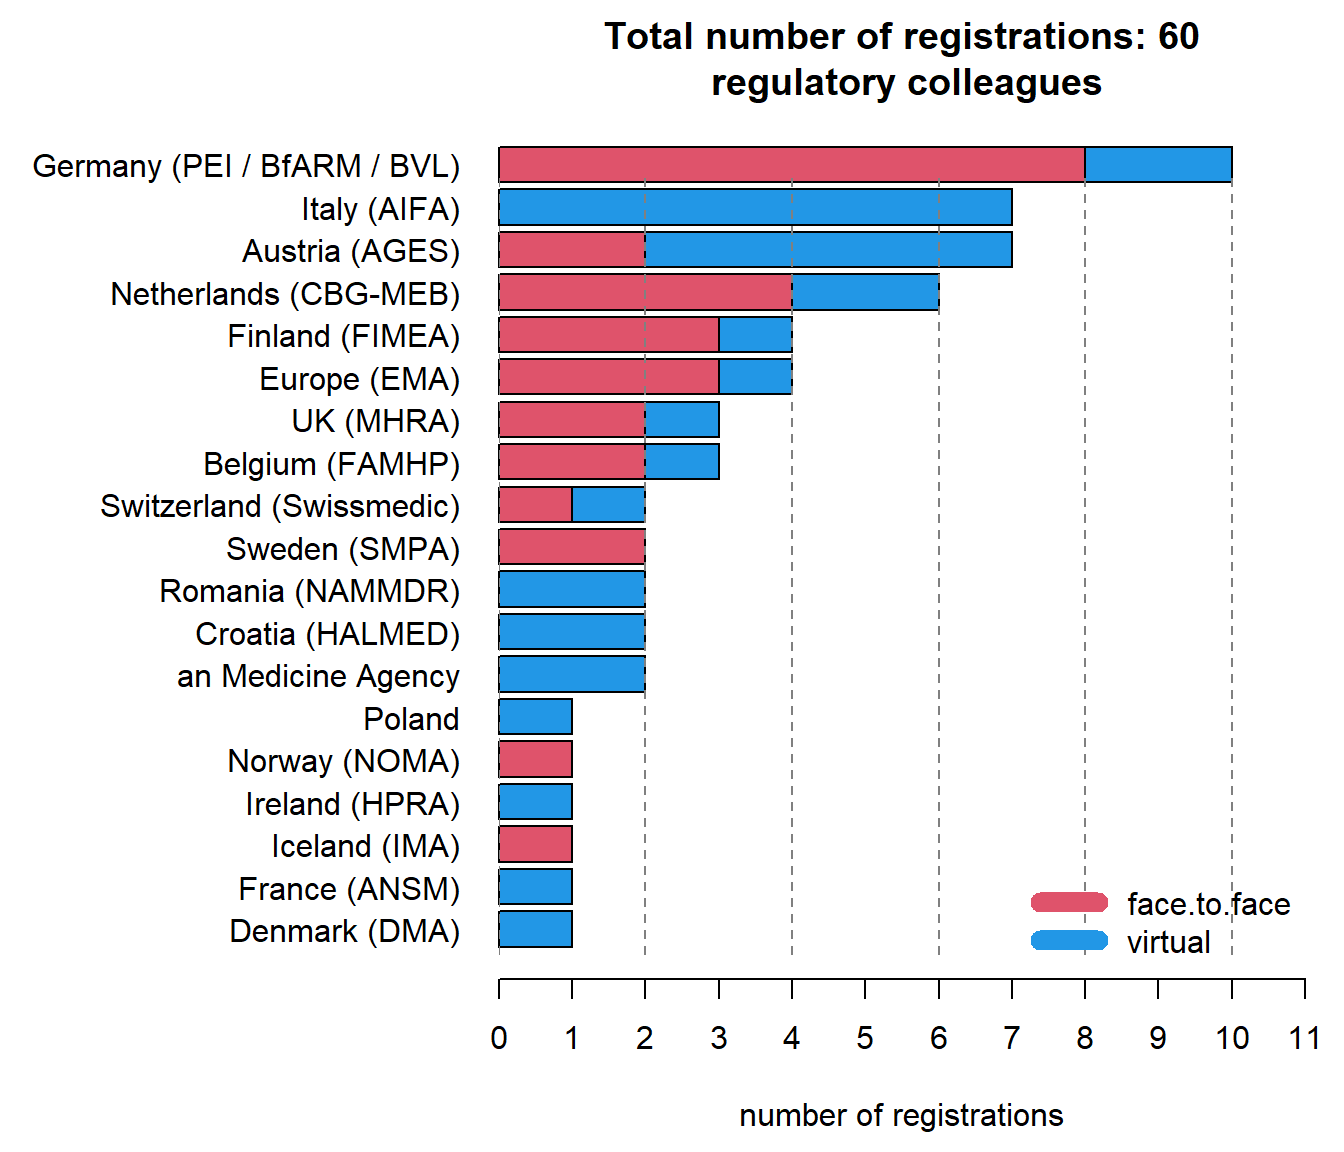 Total number of registrations: 60
regulatory colleagues
Germany (PEI / BfARM / BVL)
Italy (AIFA)
Austria (AGES)
Netherlands (CBG-MEB)
Finland (FIMEA)
Europe (EMA)
UK (MHRA)
Belgium (FAMHP)
Switzerland (Swissmedic)
Sweden (SMPA)
Romania (NAMMDR)
Croatia (HALMED)
an Medicine Agency
Poland
Norway (NOMA)
Ireland (HPRA)
Iceland (IMA)
France (ANSM)
Denmark (DMA)
face.to.face
virtual
0 1 2 3 4 5 6 7 8 9 10 11
number of registrations